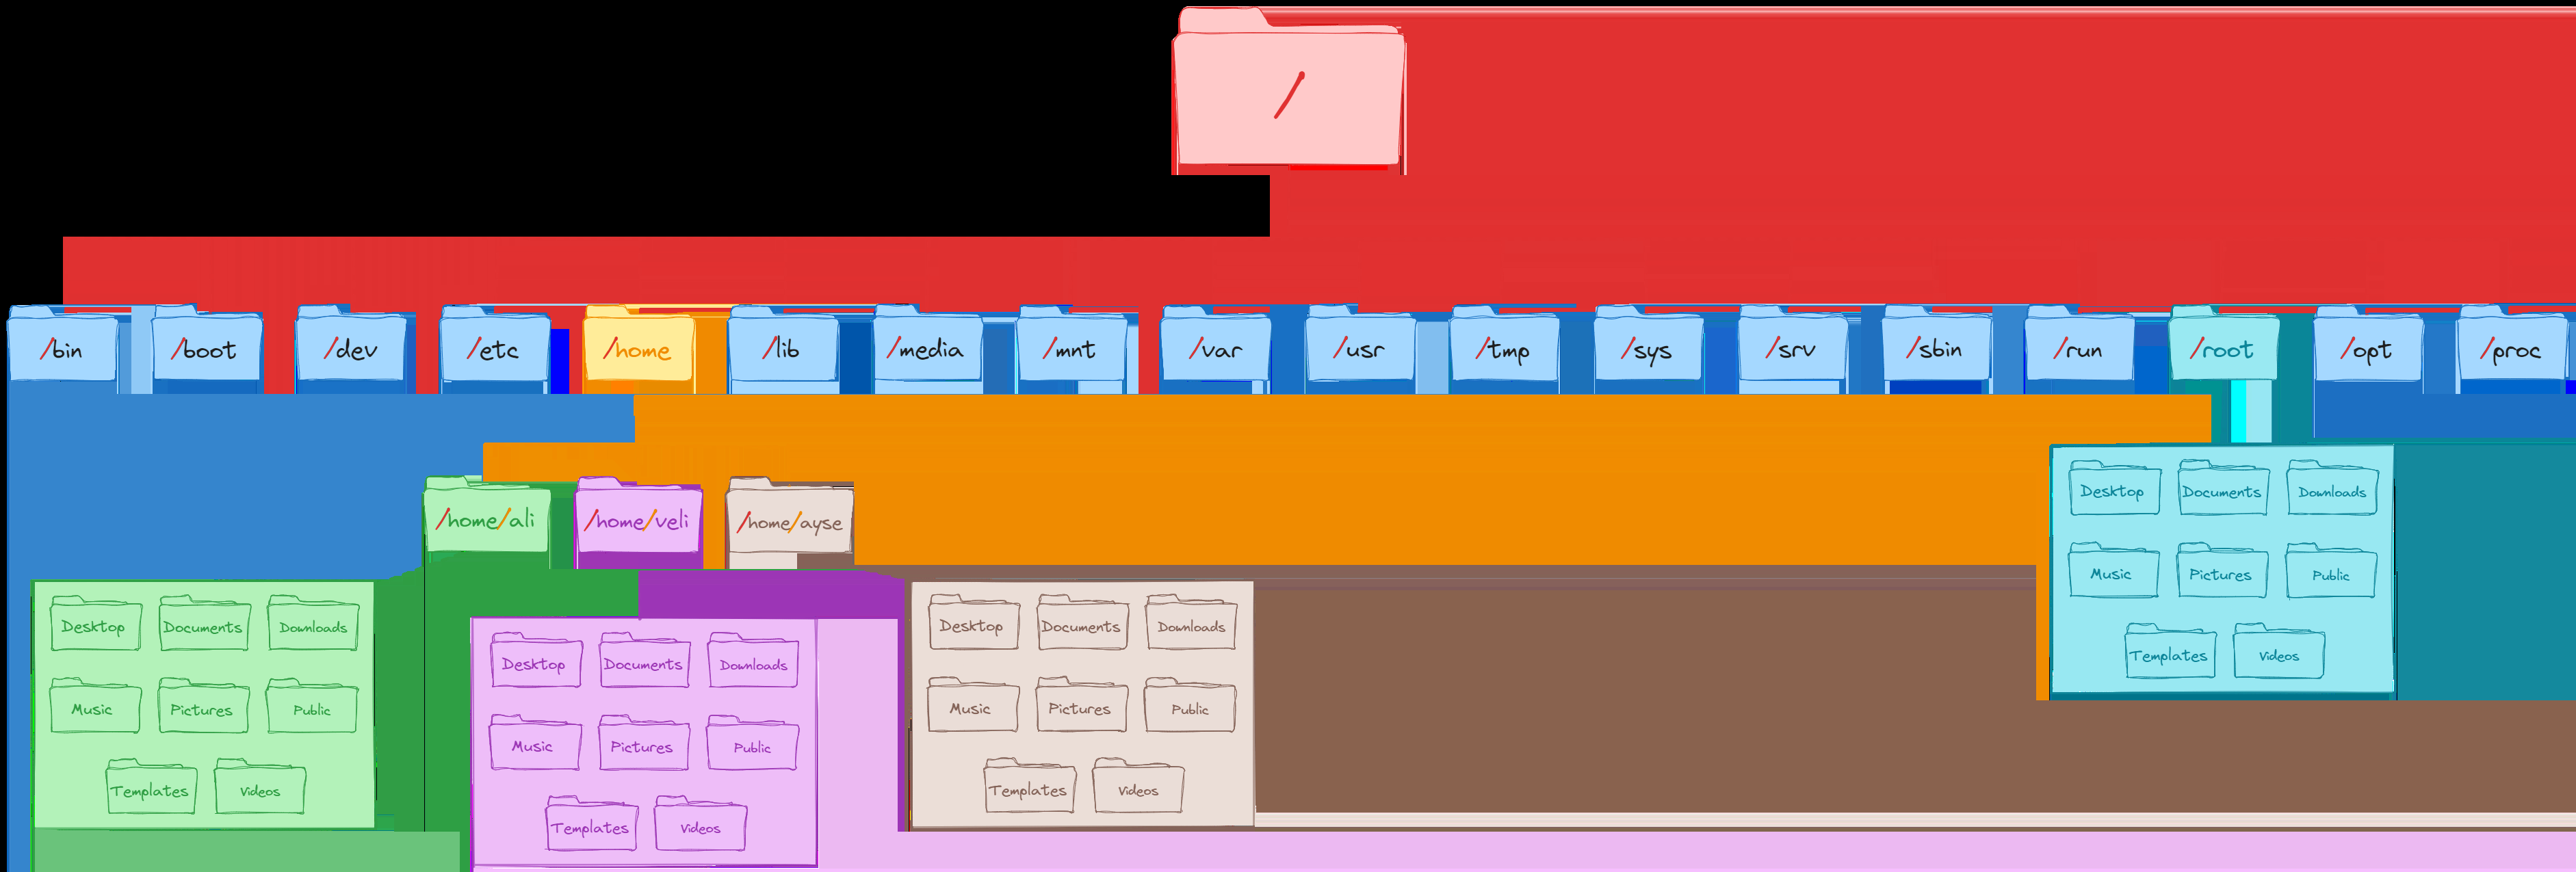 /
/bin /boot /dev /etc /home /lib /media /mnt /var /usr /tmp /sys /srv /sbin /run /root /opt /proc
/home/ali /home/veli /home/ayse
Desktop Documents Downloads
Music Pictures Public
Templates Videos
Desktop Documents Downloads
Music Pictures Public
Templates Videos
Desktop Documents Downloads
Music Pictures Public
Templates Videos
Desktop Documents Downloads
Music Pictures Public
Templates Videos